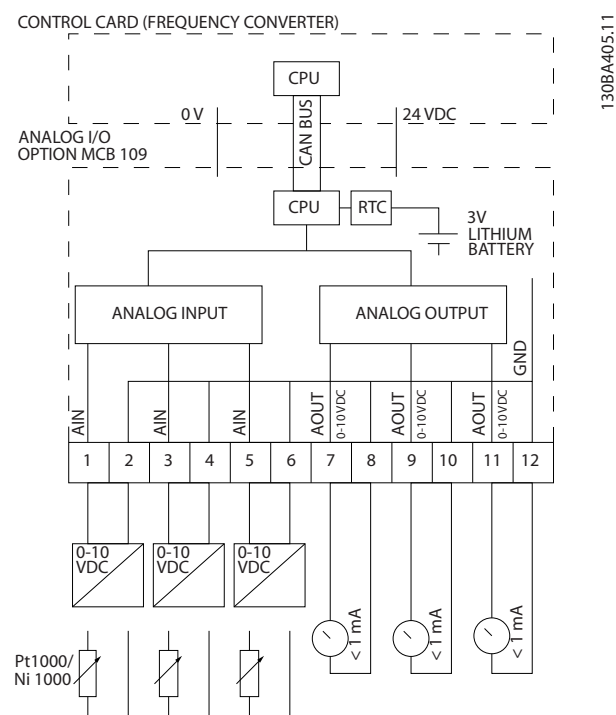 CONTROL CARD (FREQUENCY CONVERTER)
130BA405.11
CPU
0 V
24 VDC
CAN BUS
ANALOG I/O
OPTION MCB 109
CPU
RTC
3V
LITHIUM
BATTERY
ANALOG INPUT
ANALOG OUTPUT
GND
AIN
AIN
AIN
AOUT
0-10VDC
AOUT
0-10VDC
AOUT
0-10VDC
1 2 3 4 5 6 7 8 9 10 11 12
0-10
VDC
0-10
VDC
0-10
VDC
< 1 mA
< 1 mA
< 1 mA
Pt1000/
Ni 1000